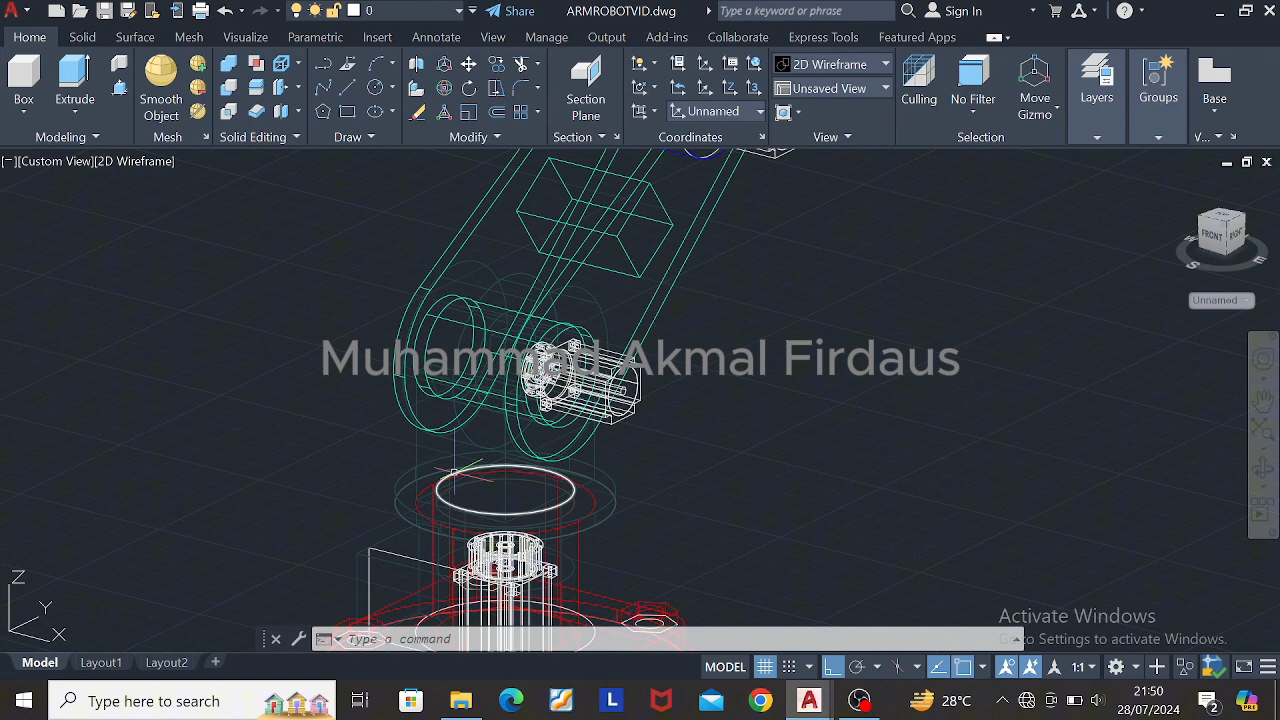 Share
ARMROBOTVID.dwg
Type a keyword or phrase
Sign In
0
Home Solid Surface Mesh Visualize Parametric Insert Annotate View Manage Output Add-ins Collaborate Express Tools Featured Apps
Box
Extrude
Smooth
Object
Section
Plane
Unnamed
2D Wireframe
Unsaved View
Culling
No Filter
Move
Gizmo
Layers
Groups
Base
Modeling Mesh Solid Editing Draw Modify Section Coordinates View Selection V...
[−][Custom View][2D Wireframe]
TOP
FRONT
RIGHT
S
E
Unnamed
Muhammad Akmal Firdaus
Z
Y
X
Activate Windows
Go to Settings to activate Windows.
Type a command
Model Layout1 Layout2
MODEL
1:1
Type here to search
L
A
28°C
21:50
28/07/2024
2
PRE